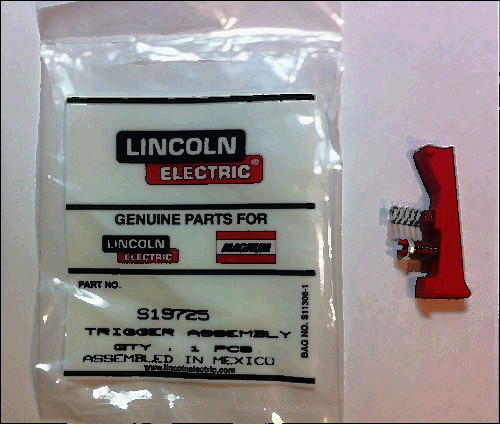 LINCOLN
ELECTRIC®
GENUINE PARTS FOR
LINCOLN
ELECTRIC
MAGNUM
PART NO.
S19725
TRIGGER ASSEMBLY
QTY . 1 PCS
ASSEMBLED IN MEXICO
www.lincolnelectric.com
BAG NO. S11308-1